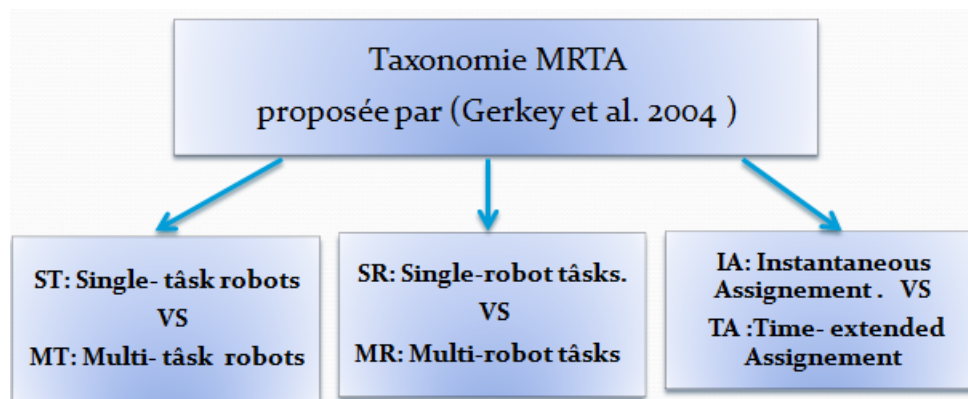 Taxonomie MRTA
proposée par (Gerkey et al. 2004 )
ST: Single- tâsk robots
VS
MT: Multi- tâsk robots
SR: Single-robot tâsks.
VS
MR: Multi-robot tâsks
IA: Instantaneous
Assignement . VS
TA :Time- extended
Assignement